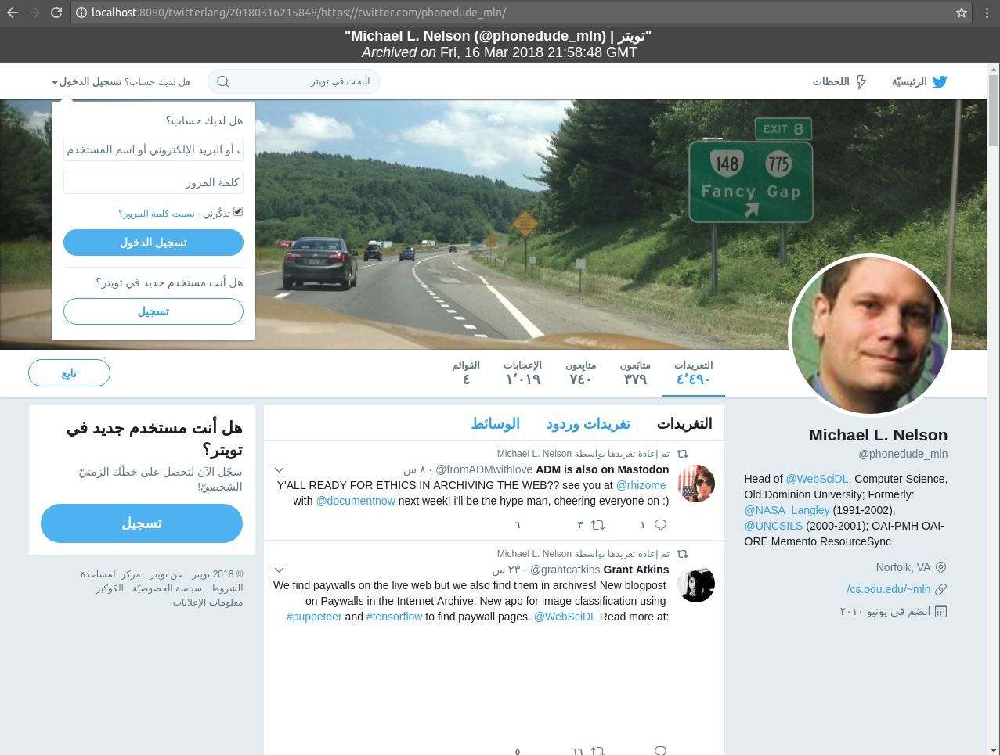 localhost:8080/twitterlang/20180316215848/https://twitter.com/phonedude_mln/
"Michael L. Nelson (@phonedude_mln) | تويتر"
Archived on Fri, 16 Mar 2018 21:58:48 GMT
الرئيسيّة
اللحظات
البحث في تويتر
هل لديك حساب؟ تسجيل الدخول
هل لديك حساب؟
أو البريد الإلكتروني أو اسم المستخدم
كلمة المرور
تذكّرني · نسيت كلمة المرور؟
تسجيل الدخول
هل أنت مستخدم جديد في تويتر؟
تسجيل
EXIT 8
148 775
Fancy Gap
التغريدات
٤٬٤٩٠
متابَعون
٣٧٩
متابِعون
٧٤٠
الإعجابات
١٬٠١٩
القوائم
٤
تابِع
Michael L. Nelson
@phonedude_mln
Head of @WebSciDL, Computer Science,
Old Dominion University; Formerly:
@NASA_Langley (1991-2002),
@UNCSILS (2000-2001); OAI-PMH OAI-
ORE Memento ResourceSync
Norfolk, VA
/cs.odu.edu/~mln
انضم في يونيو ٢٠١٠
التغريدات
تغريدات وردود
الوسائط
تم إعادة تغريدها بواسطة Michael L. Nelson
ADM is also on Mastodon @fromADMwithlove · ٨ س
Y'ALL READY FOR ETHICS IN ARCHIVING THE WEB?? see you at @rhizome
with @documentnow next week! i'll be the hype man, cheering everyone on :)
١
٣
٦
تم إعادة تغريدها بواسطة Michael L. Nelson
Grant Atkins @grantcatkins · ٢٣ س
We find paywalls on the live web but we also find them in archives! New blogpost
on Paywalls in the Internet Archive. New app for image classification using
#puppeteer and #tensorflow to find paywall pages. @WebSciDL Read more at:
١٦
٥
هل أنت مستخدم جديد في
تويتر؟
سجّل الآن لتحصل على خطّك الزمنيّ
الشخصيّ!
تسجيل
© 2018 تويتر عن تويتر مركز المساعدة
الشروط سياسة الخصوصيّة الكوكيز
معلومات الإعلانات